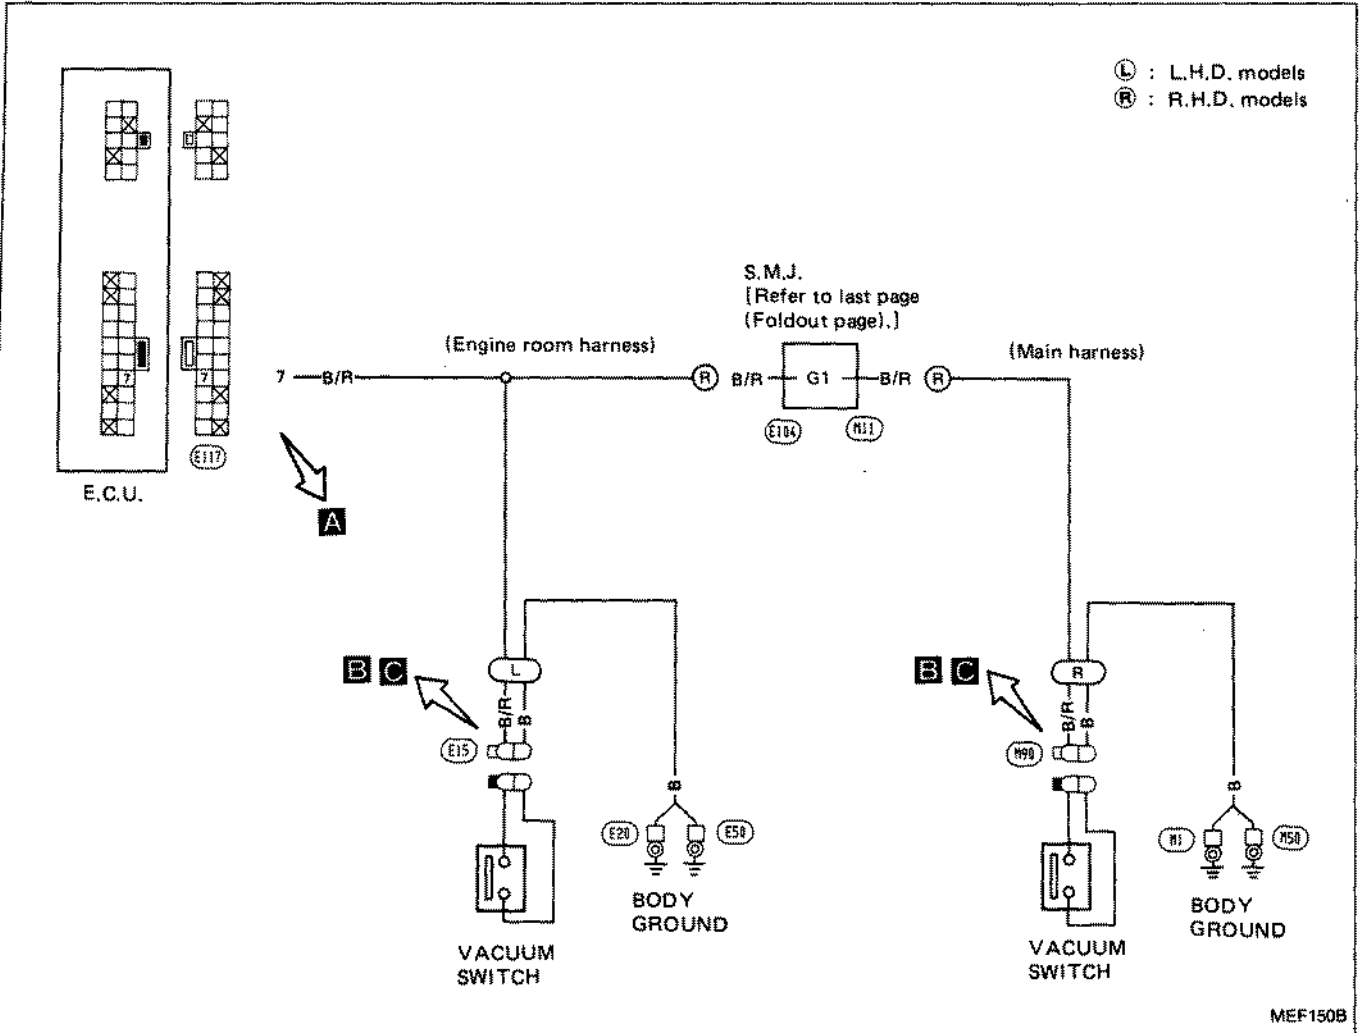 L : L.H.D. models
R : R.H.D. models
S.M.J.
[Refer to last page
(Foldout page).]
(Engine room harness)
(Main harness)
7
7
7
B/R
R
B/R
G1
B/R
R
E104
M11
E117
E.C.U.
A
B C
L
B/R
B
E15
B
E20
E50
BODY
GROUND
VACUUM
SWITCH
B C
R
B/R
B
M90
B
M1
M50
BODY
GROUND
VACUUM
SWITCH
MEF150B